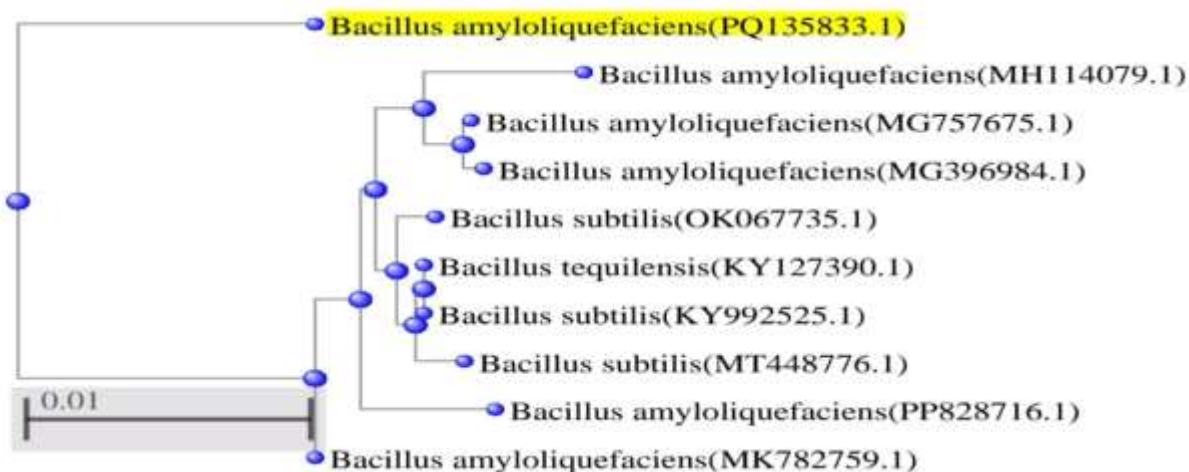 Bacillus amyloliquefaciens(PQ135833.1)
Bacillus amyloliquefaciens(MH114079.1)
Bacillus amyloliquefaciens(MG757675.1)
Bacillus amyloliquefaciens(MG396984.1)
Bacillus subtilis(OK067735.1)
Bacillus tequilensis(KY127390.1)
Bacillus subtilis(KY992525.1)
Bacillus subtilis(MT448776.1)
0.01
Bacillus amyloliquefaciens(PP828716.1)
Bacillus amyloliquefaciens(MK782759.1)